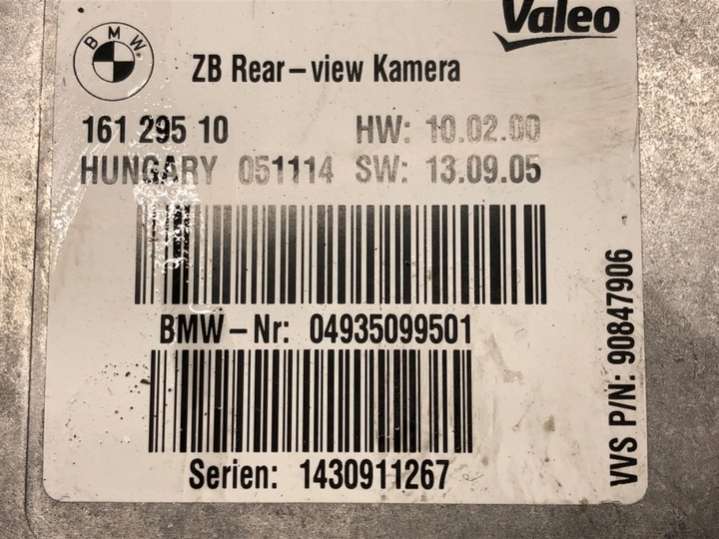 BMW
Valeo
ZB Rear-view Kamera
161 295 10 HW: 10.02.00
HUNGARY 051114 SW: 13.09.05
BMW-Nr: 04935099501
Serien: 1430911267
VVS P/N: 90847906